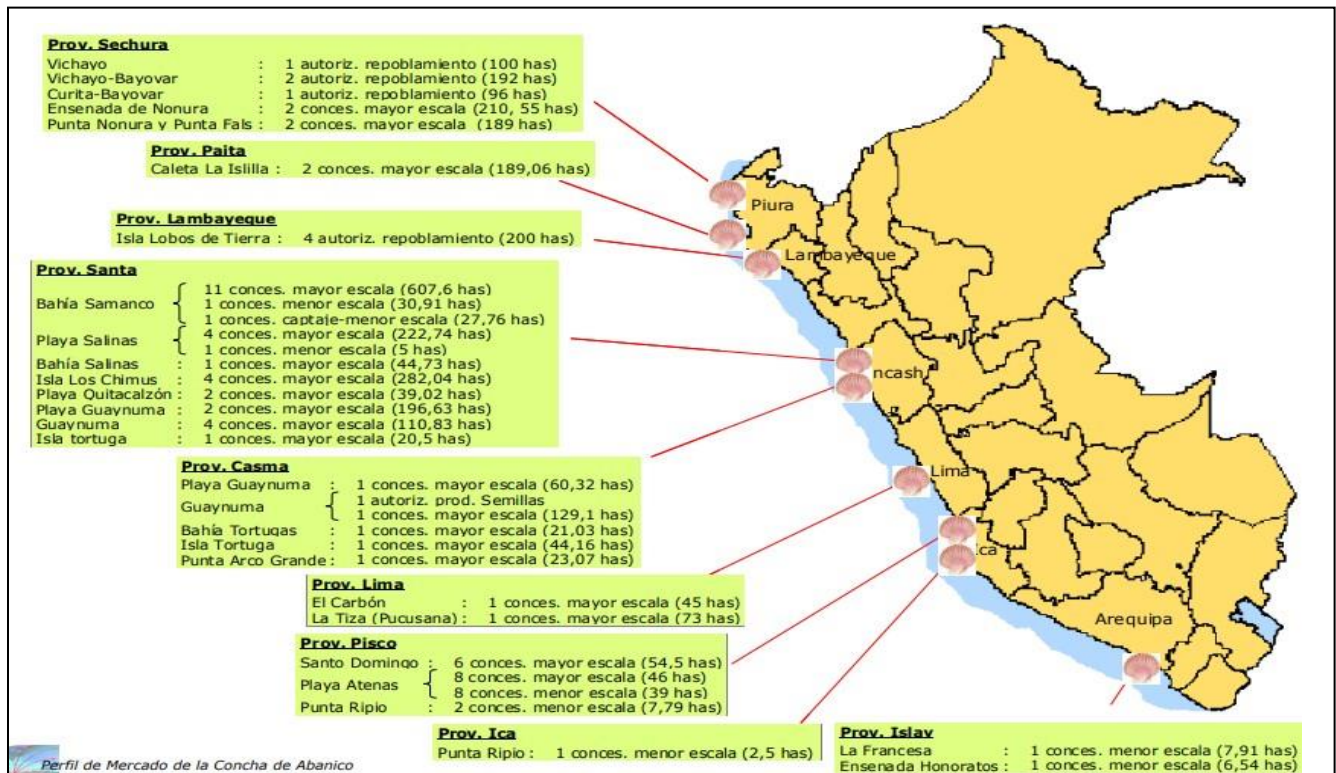 Prov. Sechura
Vichayo : 1 autoriz. repoblamiento (100 has)
Vichayo-Bayovar : 2 autoriz. repoblamiento (192 has)
Curita-Bayovar : 1 autoriz. repoblamiento (96 has)
Ensenada de Nonura : 2 conces. mayor escala (210, 55 has)
Punta Nonura y Punta Fals : 2 conces. mayor escala (189 has)
Prov. Paita
Caleta La Islilla : 2 conces. mayor escala (189,06 has)
Prov. Lambayeque
Isla Lobos de Tierra : 4 autoriz. repoblamiento (200 has)
Prov. Santa
11 conces. mayor escala (607,6 has)
Bahía Samanco { 1 conces. menor escala (30,91 has)
1 conces. captaje-menor escala (27,76 has)
Playa Salinas { 4 conces. mayor escala (222,74 has)
1 conces. menor escala (5 has)
Bahía Salinas : 1 conces. mayor escala (44,73 has)
Isla Los Chimus : 4 conces. mayor escala (282,04 has)
Playa Quitacalzón : 2 conces. mayor escala (39,02 has)
Playa Guaynuma : 2 conces. mayor escala (196,63 has)
Guaynuma : 4 conces. mayor escala (110,83 has)
Isla tortuga : 1 conces. mayor escala (20,5 has)
Prov. Casma
Playa Guaynuma : 1 conces. mayor escala (60,32 has)
Guaynuma { 1 autoriz. prod. Semillas
1 conces. mayor escala (129,1 has)
Bahía Tortugas : 1 conces. mayor escala (21,03 has)
Isla Tortuga : 1 conces. mayor escala (44,16 has)
Punta Arco Grande : 1 conces. mayor escala (23,07 has)
Prov. Lima
El Carbón : 1 conces. mayor escala (45 has)
La Tiza (Pucusana) : 1 conces. mayor escala (73 has)
Prov. Pisco
Santo Domingo : 6 conces. mayor escala (54,5 has)
Playa Atenas { 8 conces. mayor escala (46 has)
8 conces. menor escala (39 has)
Punta Ripio : 2 conces. menor escala (7,79 has)
Prov. Ica
Punta Ripio : 1 conces. menor escala (2,5 has)
Prov. Islay
La Francesa : 1 conces. menor escala (7,91 has)
Ensenada Honoratos : 1 conces. menor escala (6,54 has)
Piura
Lambayeque
ncash
Lima
Ica
Arequipa
Perfil de Mercado de la Concha de Abanico